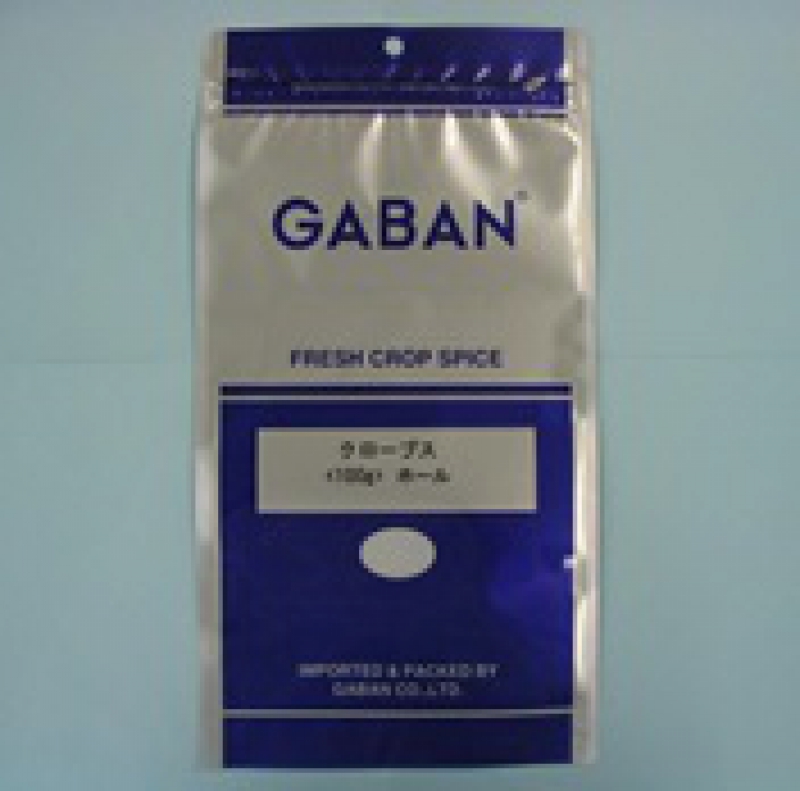 GABAN
FRESH CROP SPICE
クローブス
<100g> ホール
IMPORTED & PACKED BY
GABAN CO.,LTD.